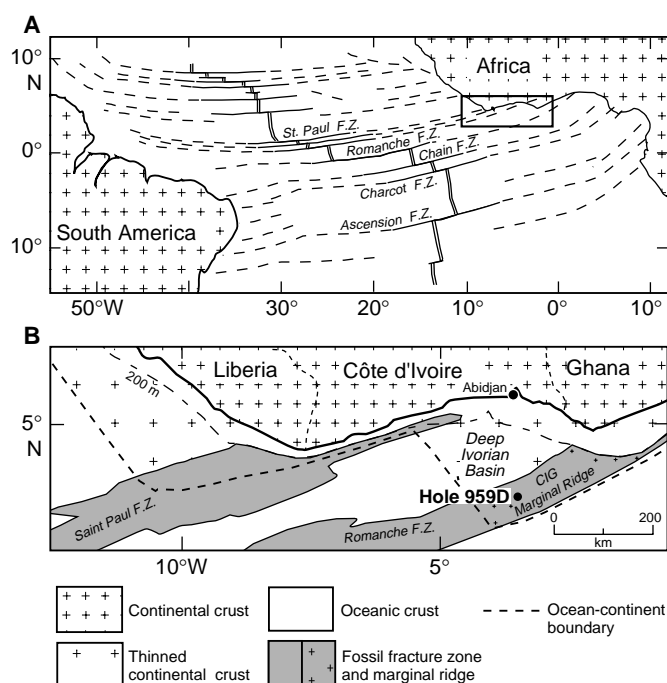 A
10°
N
0°
10°
Africa
South America
St. Paul F.Z.
Romanche F.Z.
Chain F.Z.
Charcot F.Z.
Ascension F.Z.
50°W
30°
20°
10°
0°
10°
B
Liberia
Côte d'Ivoire
Ghana
200 m
Abidjan
5°
N
Deep
Ivorian
Basin
CIG
Marginal Ridge
Hole 959D
Saint Paul F.Z.
Romanche F.Z.
0
200
km
10°W
5°
Continental crust
Oceanic crust
Ocean-continent
boundary
Thinned
continental crust
Fossil fracture zone
and marginal ridge